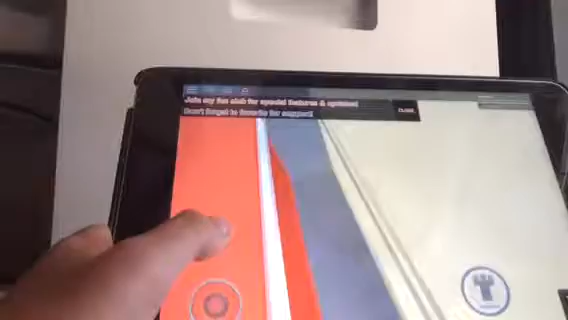 Join my fan club for special features & updates!
Don't forget to favorite for support!
CLOSE